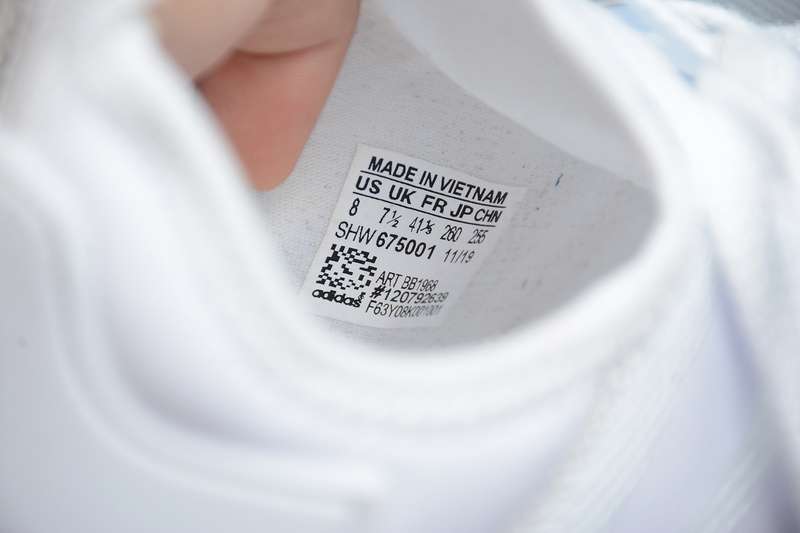 MADE IN VIETNAM
US UK FR JP CHN
8 7½ 41⅓ 260 255
SHW 675001 11/19
ART BB1968
#120792639
adidas F63Y08K001001